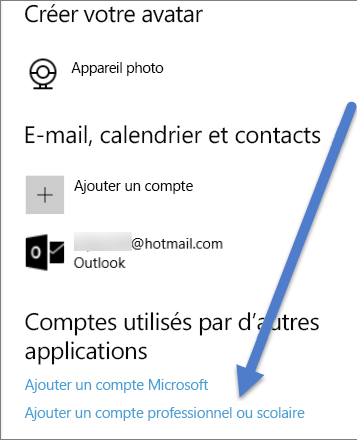 Créer votre avatar
Appareil photo
E-mail, calendrier et contacts
Ajouter un compte
@hotmail.com
Outlook
Comptes utilisés par d'autres
applications
Ajouter un compte Microsoft
Ajouter un compte professionnel ou scolaire